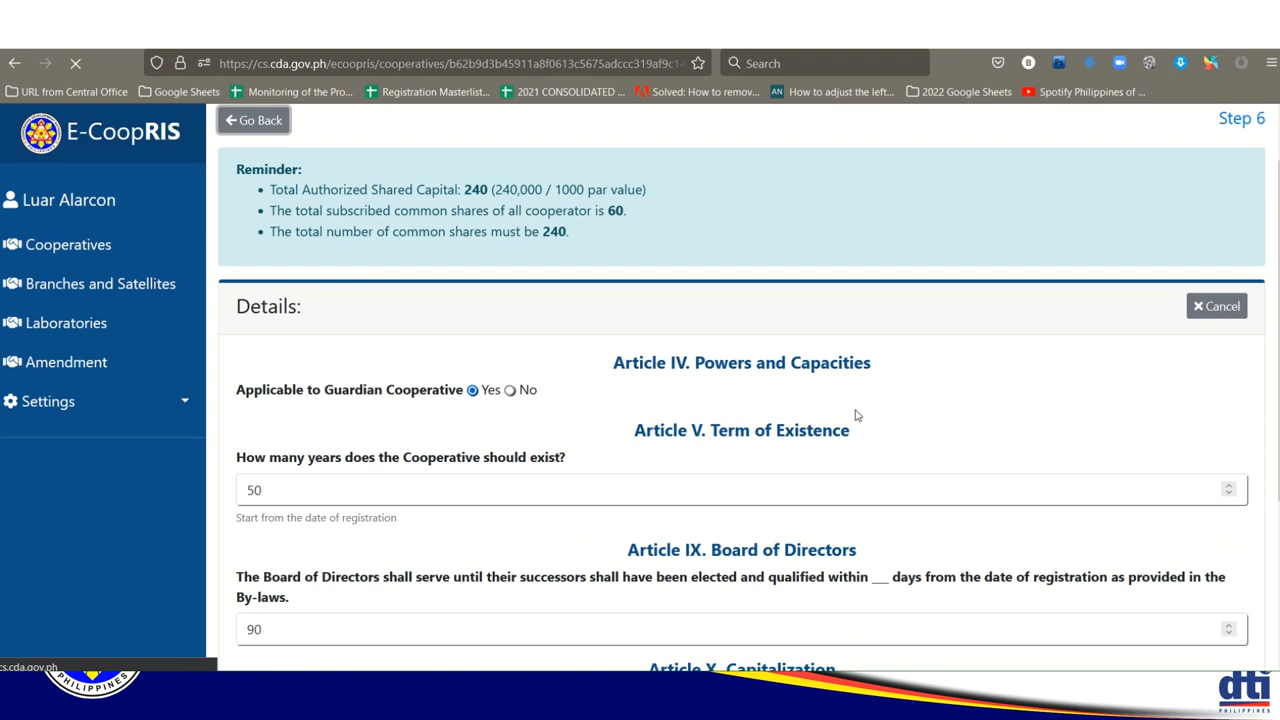 https://cs.cda.gov.ph/ecoopris/cooperatives/b62b9d3b45911a8f0613c5675adccc319af9c1
Search
URL from Central Office
Google Sheets
Monitoring of the Pro...
Registration Masterlist...
2021 CONSOLIDATED ...
Solved: How to remov...
AN How to adjust the left...
2022 Google Sheets
Spotify Philippines of ...
E-CoopRIS
Go Back
Step 6
Reminder:
Luar Alarcon
• Total Authorized Shared Capital: 240 (240,000 / 1000 par value)
• The total subscribed common shares of all cooperator is 60.
• The total number of common shares must be 240.
Cooperatives
Branches and Satellites
Laboratories
Amendment
Settings
Details:
Cancel
Article IV. Powers and Capacities
Applicable to Guardian Cooperative Yes No
Article V. Term of Existence
How many years does the Cooperative should exist?
50
Start from the date of registration
Article IX. Board of Directors
The Board of Directors shall serve until their successors shall have been elected and qualified within __ days from the date of registration as provided in the
By-laws.
90
Article X. Capitalization
cs.cda.gov.ph
PHILIPPINES
dti
PHILIPPINES